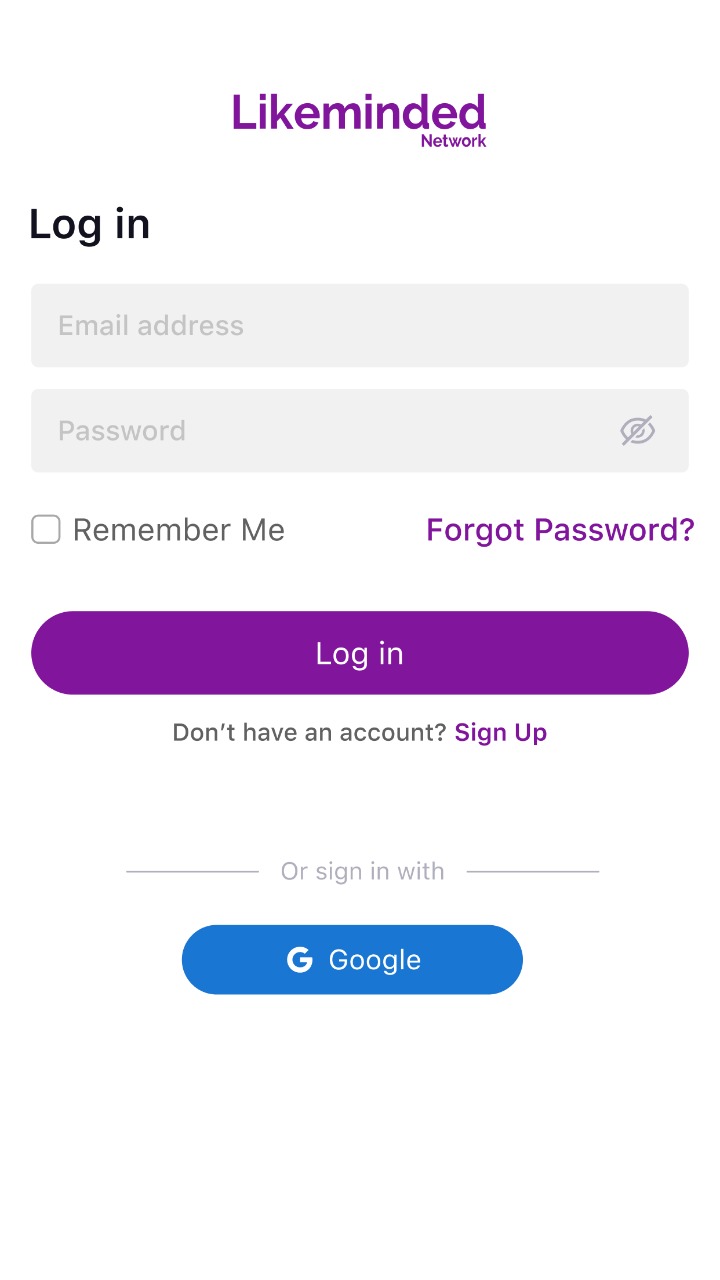 Likeminded
Network
Log in
Email address
Password
Remember Me Forgot Password?
Log in
Don’t have an account? Sign Up
Or sign in with
G Google